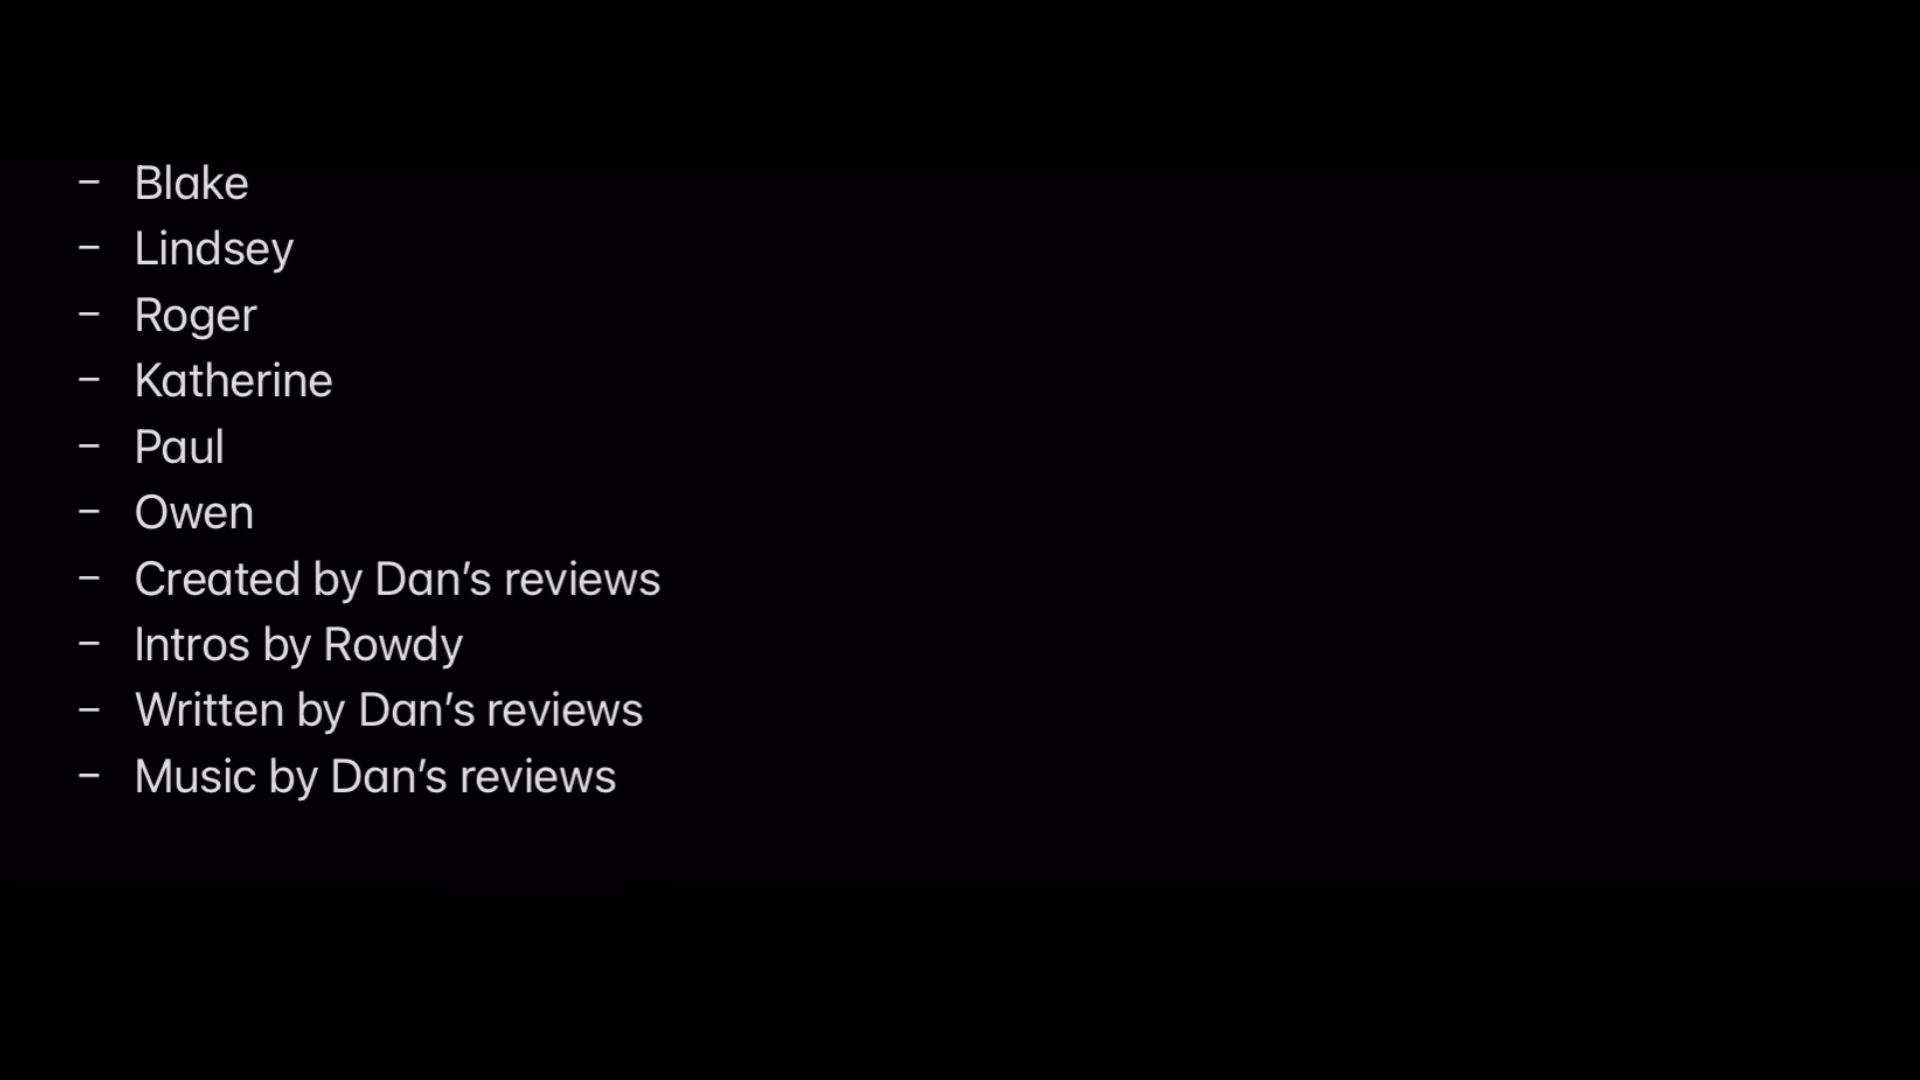 – Blake
– Lindsey
– Roger
– Katherine
– Paul
– Owen
– Created by Dan’s reviews
– Intros by Rowdy
– Written by Dan’s reviews
– Music by Dan’s reviews